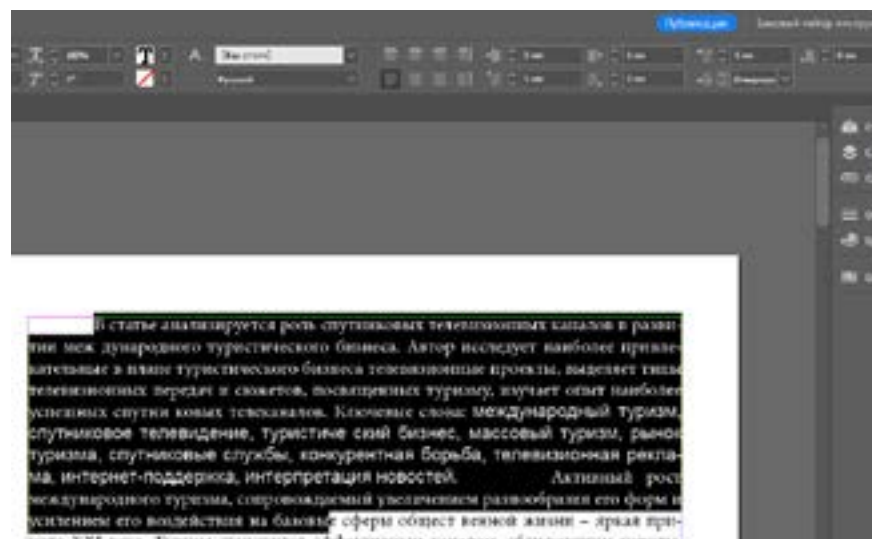 Публикация
В статье анализируется роль спутниковых телевизионных каналов в разви-
тии меж дународного туристического бизнеса. Автор исследует наиболее привле-
кательные в плане туристического бизнеса телевизионные проекты, выделяет типы
телевизионных передач и сюжетов, посвященных туризму, изучает опыт наиболее
успешных спутни ковых телеканалов. Ключевые слова: международный туризм,
спутниковое телевидение, туристиче ский бизнес, массовый туризм, рынок
туризма, спутниковые службы, конкурентная борьба, телевизионная рекла-
ма, интернет-поддержка, интерпретация новостей. Активный рост
международного туризма, сопровождаемый увеличением разнообразия его форм и
усилением его воздействия на базовые сферы общест венной жизни – яркая при-